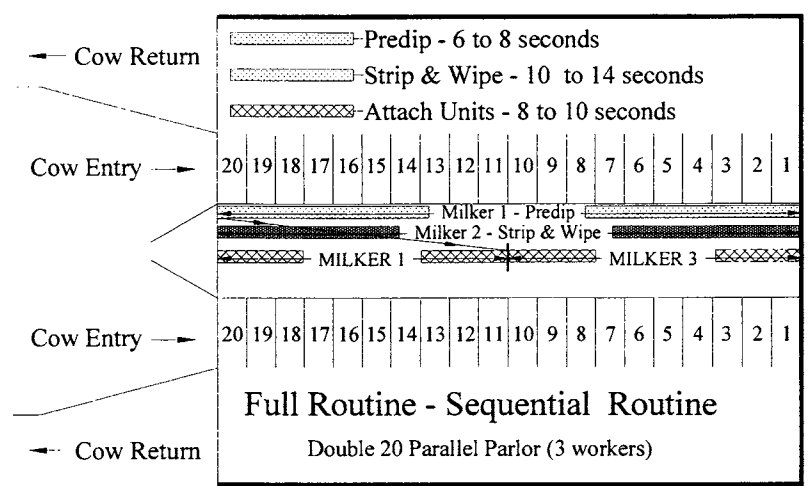 Predip - 6 to 8 seconds
Cow Return
Strip & Wipe - 10 to 14 seconds
Attach Units - 8 to 10 seconds
Cow Entry
20 19 18 17 16 15 14 13 12 11 10 9 8 7 6 5 4 3 2 1
Milker 1 - Predip
Milker 2 - Strip & Wipe
MILKER 1 MILKER 3
Cow Entry
20 19 18 17 16 15 14 13 12 11 10 9 8 7 6 5 4 3 2 1
Full Routine - Sequential Routine
Cow Return
Double 20 Parallel Parlor (3 workers)